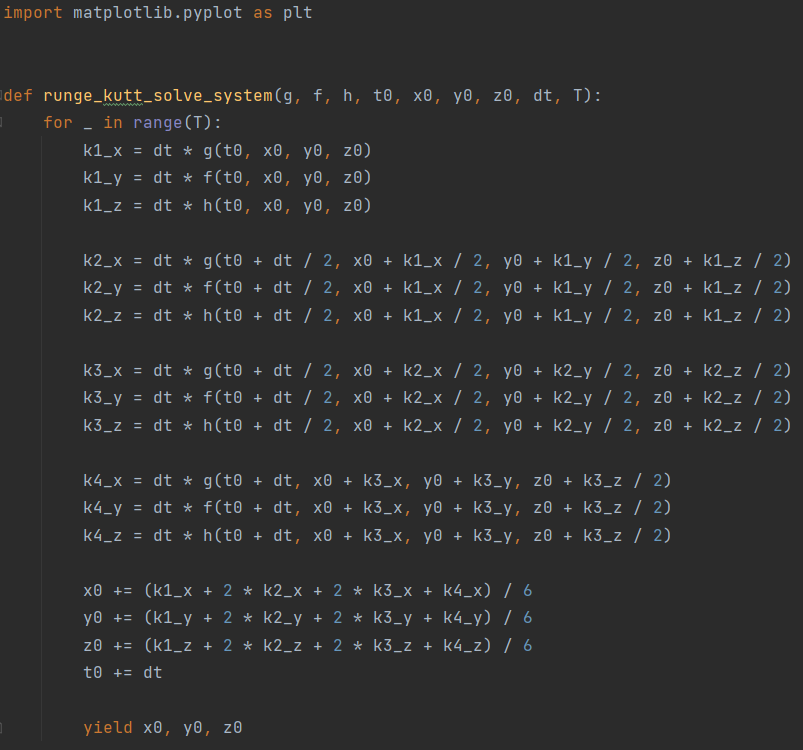 import matplotlib.pyplot as plt
def runge_kutt_solve_system(g, f, h, t0, x0, y0, z0, dt, T):
    for _ in range(T):
        k1_x = dt * g(t0, x0, y0, z0)
        k1_y = dt * f(t0, x0, y0, z0)
        k1_z = dt * h(t0, x0, y0, z0)
        k2_x = dt * g(t0 + dt / 2, x0 + k1_x / 2, y0 + k1_y / 2, z0 + k1_z / 2)
        k2_y = dt * f(t0 + dt / 2, x0 + k1_x / 2, y0 + k1_y / 2, z0 + k1_z / 2)
        k2_z = dt * h(t0 + dt / 2, x0 + k1_x / 2, y0 + k1_y / 2, z0 + k1_z / 2)
        k3_x = dt * g(t0 + dt / 2, x0 + k2_x / 2, y0 + k2_y / 2, z0 + k2_z / 2)
        k3_y = dt * f(t0 + dt / 2, x0 + k2_x / 2, y0 + k2_y / 2, z0 + k2_z / 2)
        k3_z = dt * h(t0 + dt / 2, x0 + k2_x / 2, y0 + k2_y / 2, z0 + k2_z / 2)
        k4_x = dt * g(t0 + dt, x0 + k3_x, y0 + k3_y, z0 + k3_z / 2)
        k4_y = dt * f(t0 + dt, x0 + k3_x, y0 + k3_y, z0 + k3_z / 2)
        k4_z = dt * h(t0 + dt, x0 + k3_x, y0 + k3_y, z0 + k3_z / 2)
        x0 += (k1_x + 2 * k2_x + 2 * k3_x + k4_x) / 6
        y0 += (k1_y + 2 * k2_y + 2 * k3_y + k4_y) / 6
        z0 += (k1_z + 2 * k2_z + 2 * k3_z + k4_z) / 6
        t0 += dt
        yield x0, y0, z0